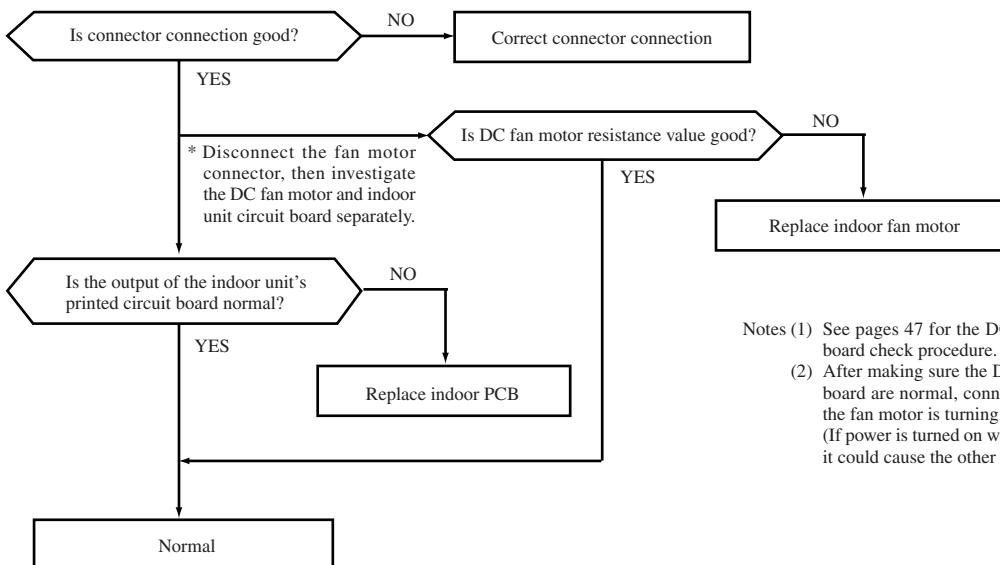 Is connector connection good?
NO
Correct connector connection
YES
Is DC fan motor resistance value good?
NO
* Disconnect the fan motor
connector, then investigate
the DC fan motor and indoor
unit circuit board separately.
YES
Replace indoor fan motor
Is the output of the indoor unit's
printed circuit board normal?
NO
YES
Replace indoor PCB
Notes (1) See pages 47 for the DC
board check procedure.
(2) After making sure the D
board are normal, conn
the fan motor is turning
(If power is turned on w
it could cause the other
Normal